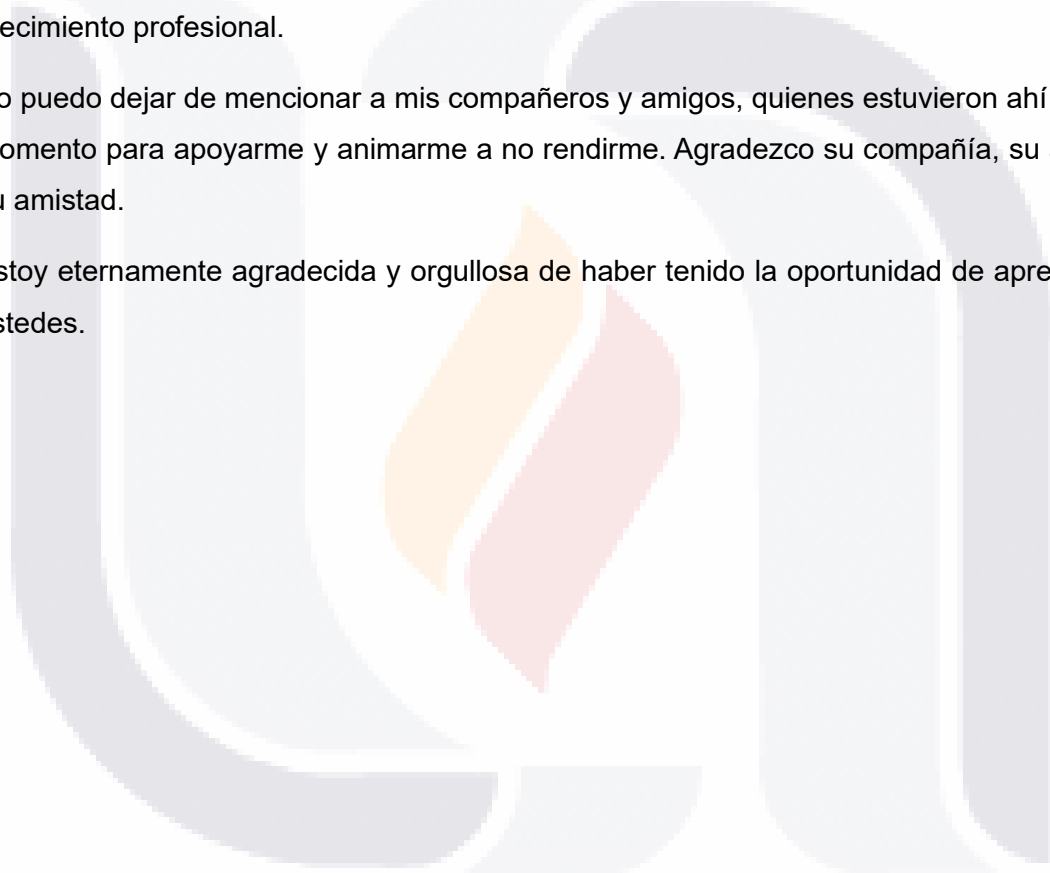 ecimiento profesional.
o puedo dejar de mencionar a mis compañeros y amigos, quienes estuvieron ahí
omento para apoyarme y animarme a no rendirme. Agradezco su compañía, su
u amistad.
stoy eternamente agradecida y orgullosa de haber tenido la oportunidad de apre
stedes.